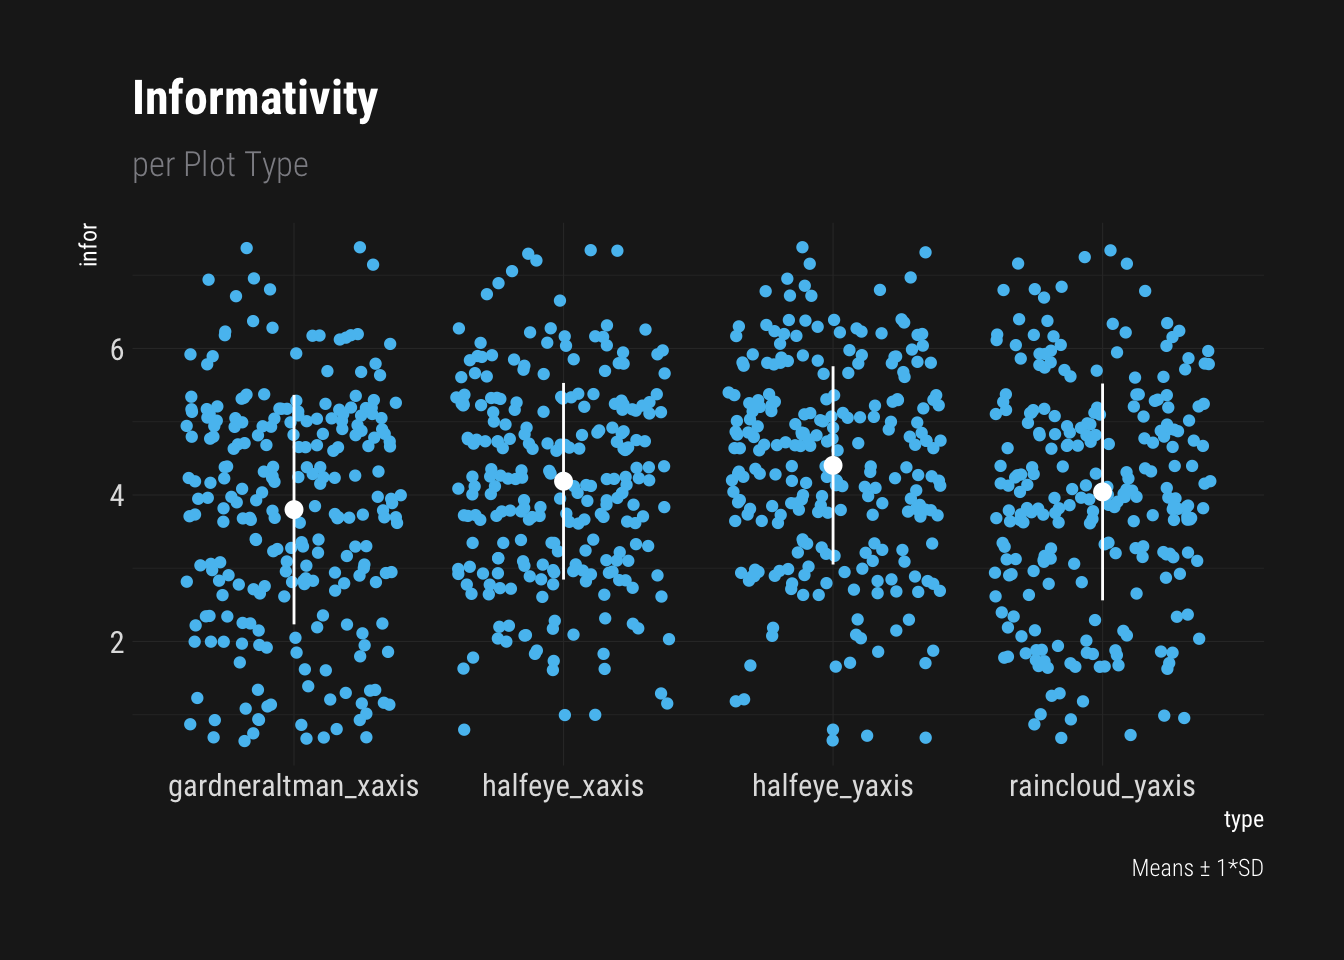 Informativity
per Plot Type
infor
6
4
2
gardneraltman_xaxis halfeye_xaxis halfeye_yaxis raincloud_yaxis
type
Means ± 1*SD